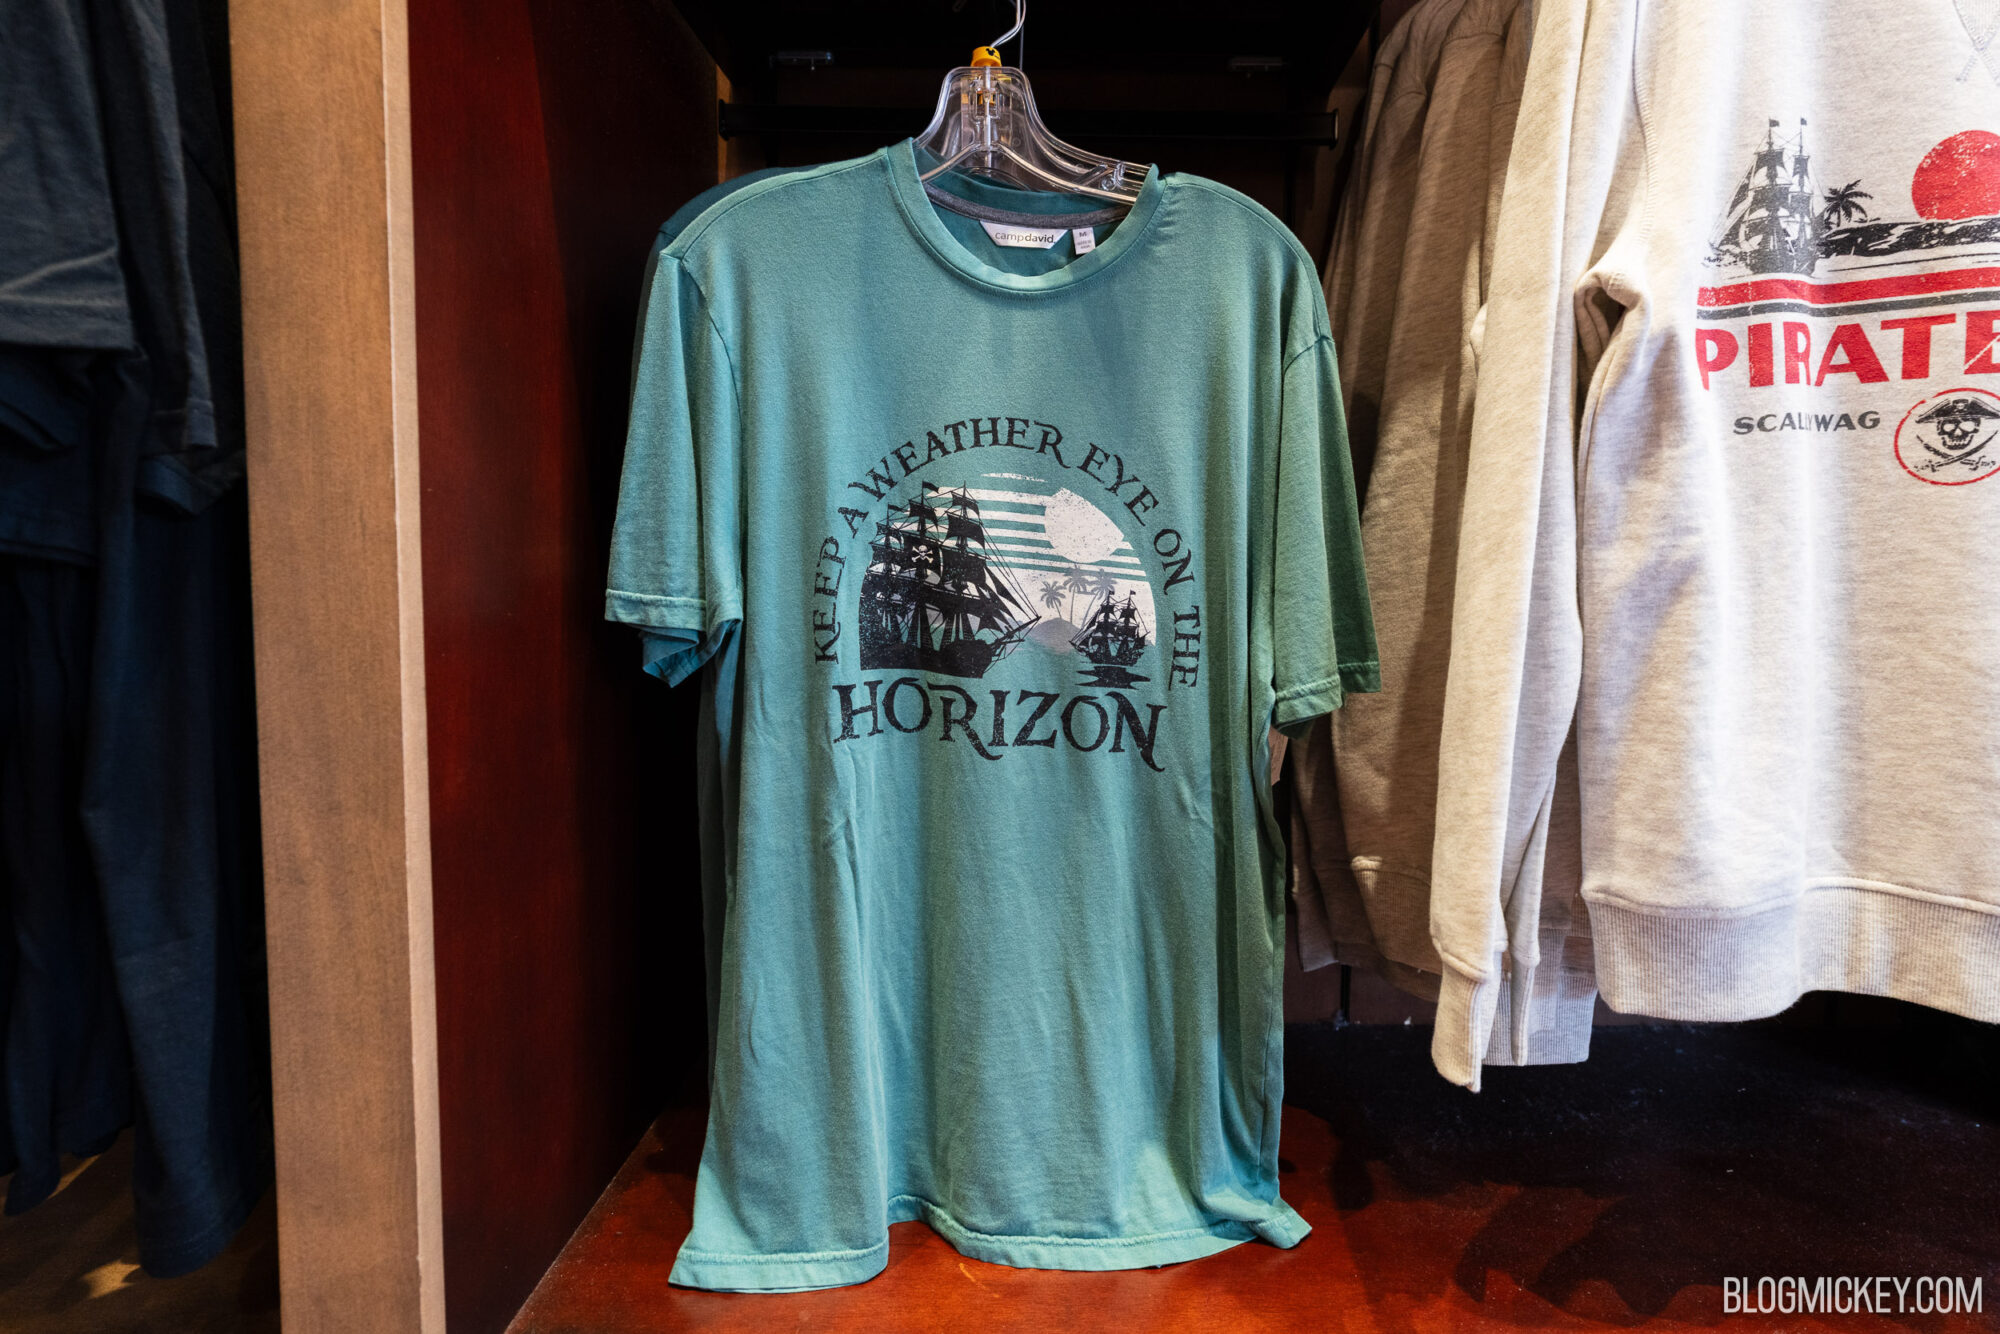 campdavid
M
KEEP A WEATHER EYE ON THE
HORIZON
PIRATE
SCALLYWAG
BLOGMICKEY.COM